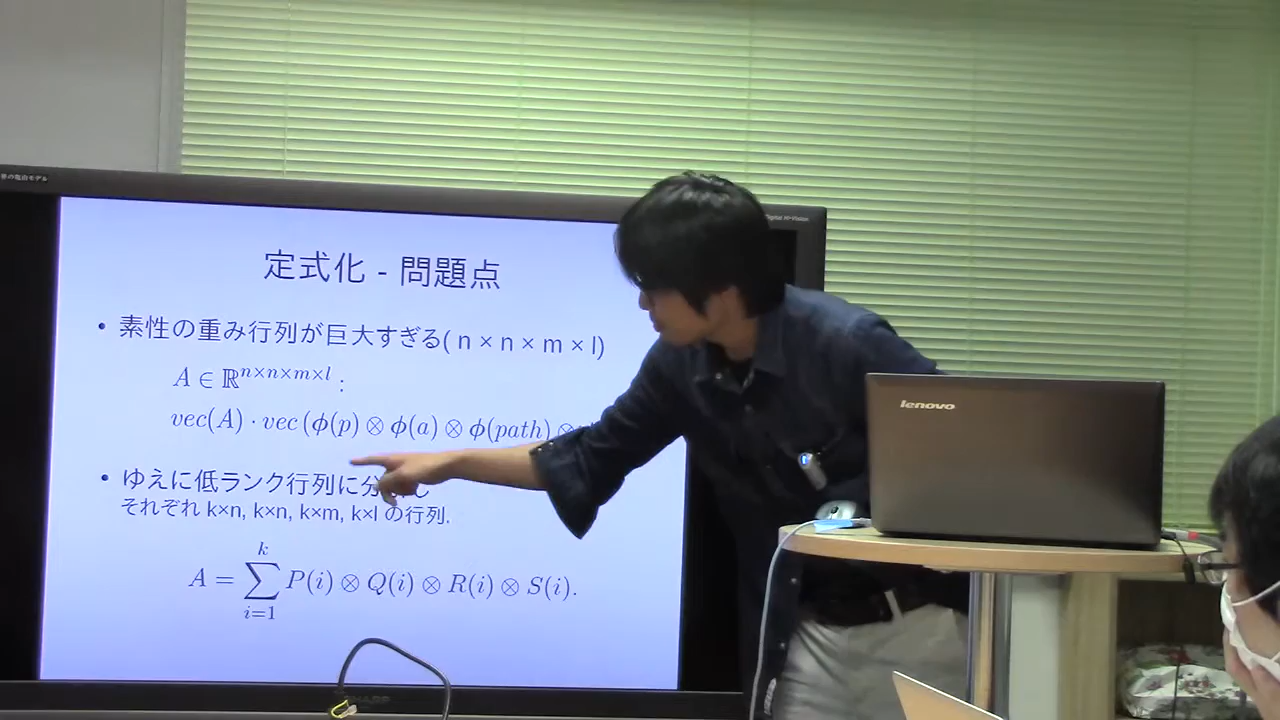 定式化 - 問題点
• 素性の重み行列が巨大すぎる( n × n × m × l)
A ∈ ℝ^{n×n×m×l} :
vec(A) · vec (ϕ(p) ⊗ ϕ(a) ⊗ ϕ(path) ⊗
• ゆえに低ランク行列に分
それぞれ k×n, k×n, k×m, k×l の行列.
A = \sum_{i=1}^{k} P(i) ⊗ Q(i) ⊗ R(i) ⊗ S(i).
lenovo
SHARP